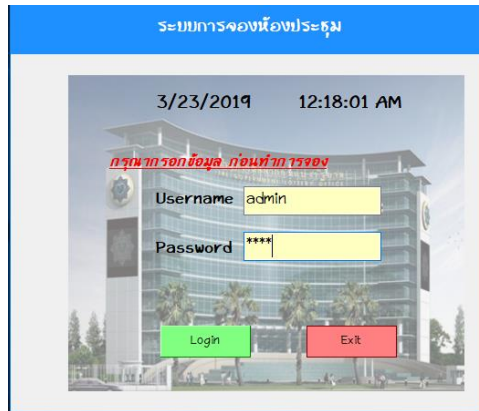 ระบบการจองห้องประชุม
3/23/2019 12:18:01 AM
กรุณากรอกข้อมูล ก่อนทำการจอง
Username admin
Password ****
Login Exit